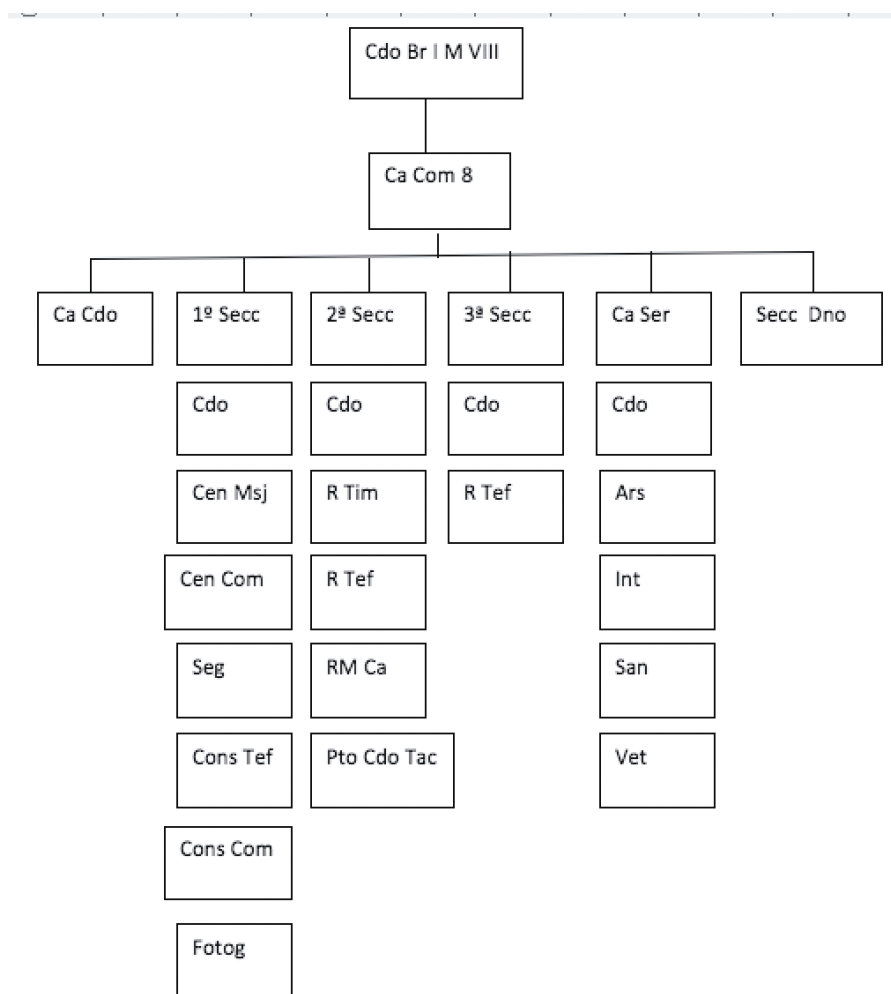 Cdo Br I M VIII
Ca Com 8
Ca Cdo
1º Secc
2ª Secc
3ª Secc
Ca Ser
Secc Dno
Cdo
Cdo
Cdo
Cdo
Cen Msj
R Tim
R Tef
Ars
Cen Com
R Tef
Int
Seg
RM Ca
San
Cons Tef
Pto Cdo Tac
Vet
Cons Com
Fotog